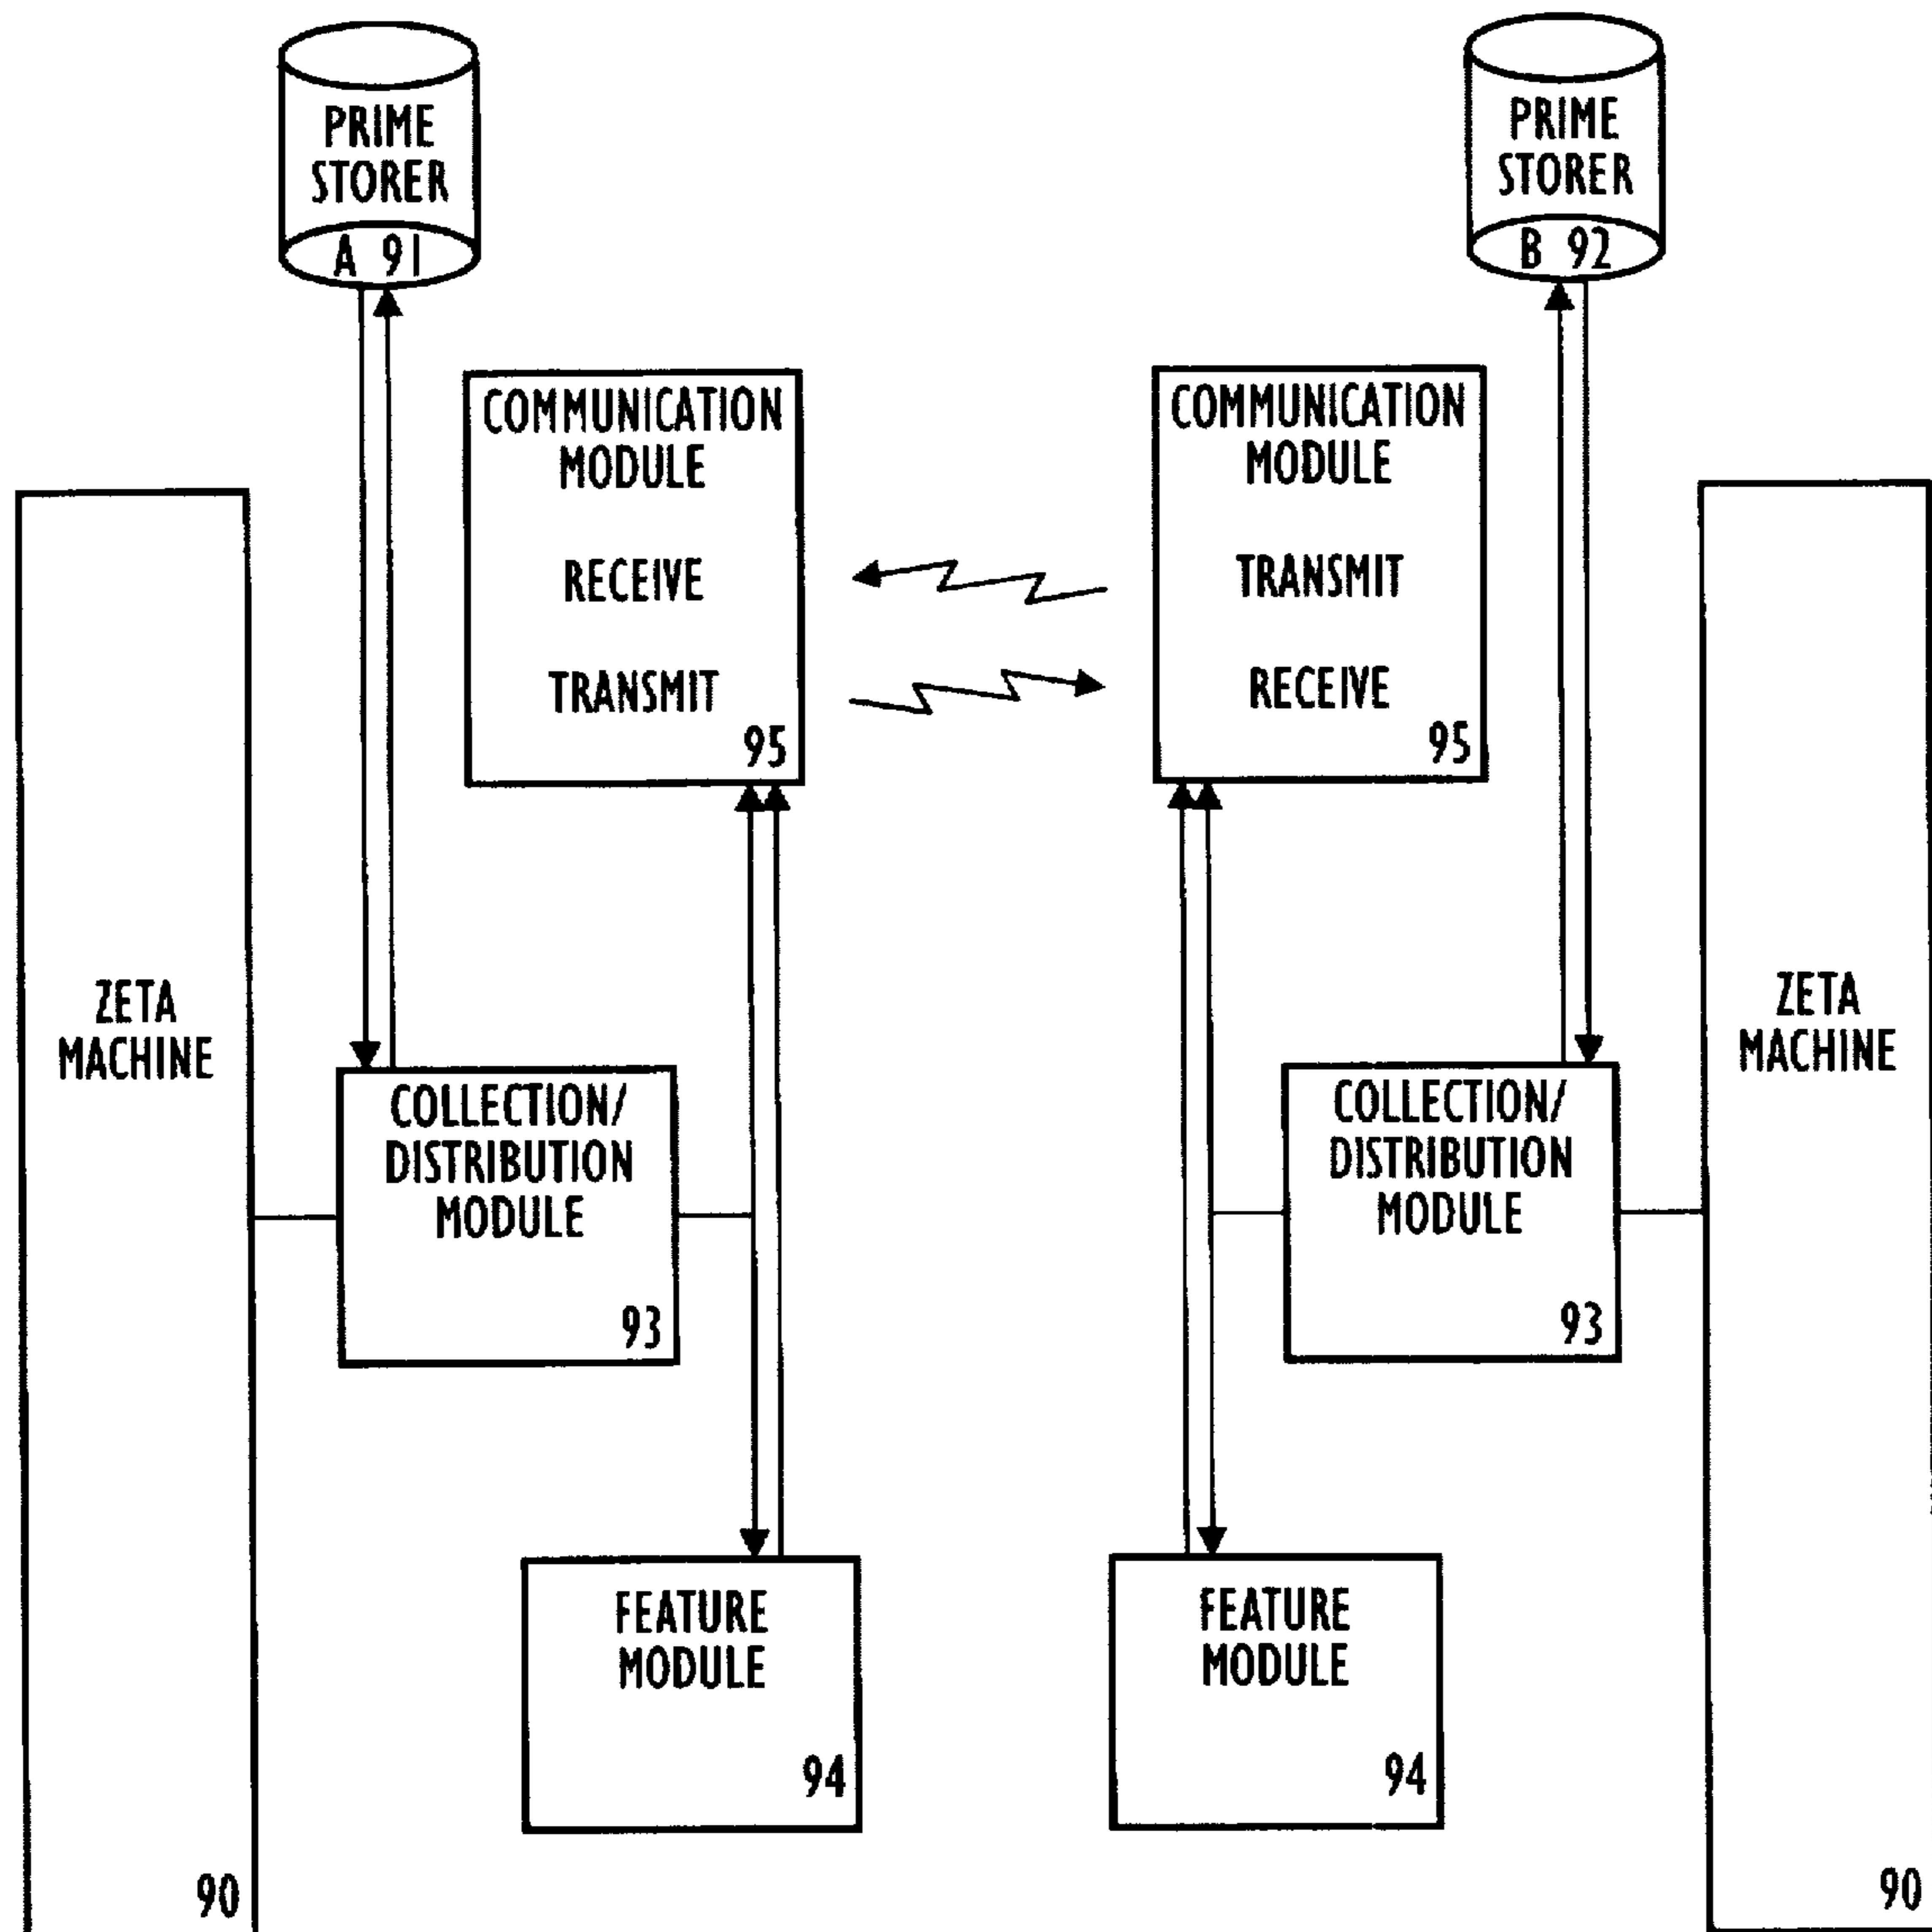 PRIME
STORER
A 91
PRIME
STORER
B 92
COMMUNICATION
MODULE
RECEIVE
TRANSMIT
95
COMMUNICATION
MODULE
TRANSMIT
RECEIVE
95
ZETA
MACHINE
90
COLLECTION/
DISTRIBUTION
MODULE
93
COLLECTION/
DISTRIBUTION
MODULE
93
ZETA
MACHINE
90
FEATURE
MODULE
94
FEATURE
MODULE
94